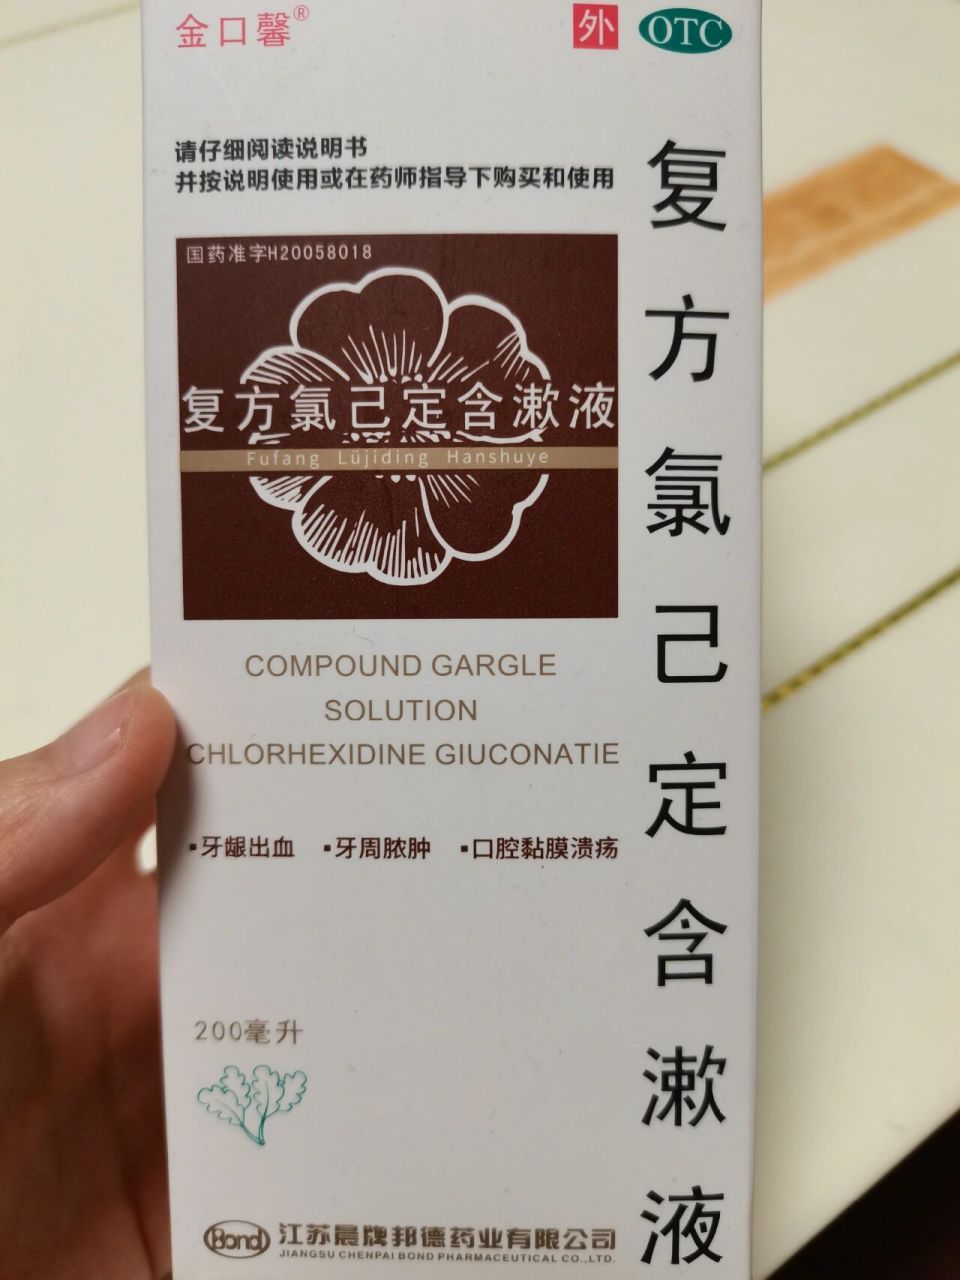 金口馨®
外
OTC
请仔细阅读说明书
并按说明使用或在药师指导下购买和使用
国药准字H20058018
复方氯己定含漱液
Fufang Lüjiding Hanshuye
COMPOUND GARGLE
SOLUTION
CHLORHEXIDINE GIUCONATIE
▪牙龈出血 ▪牙周脓肿 ▪口腔黏膜溃疡
200毫升
Bond
江苏晨牌邦德药业有限公司
JIANGSU CHENPAI BOND PHARMACEUTICAL CO.,LTD.
复方氯己定含漱液